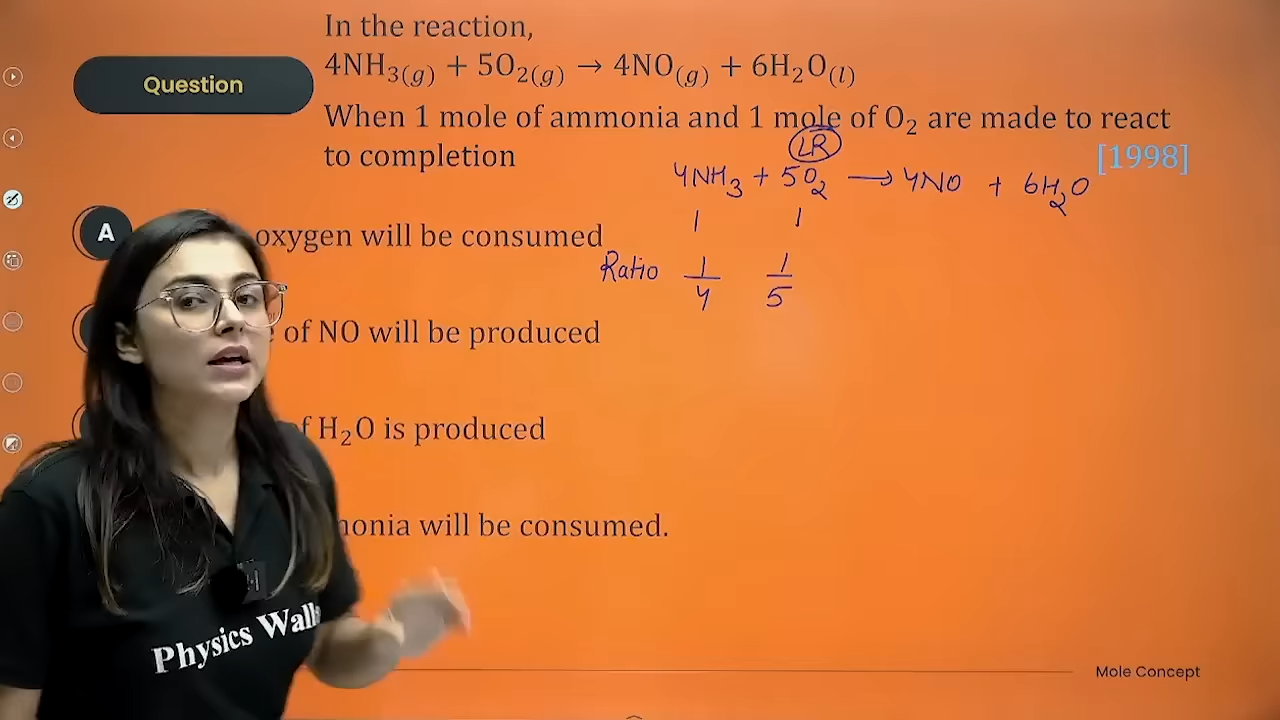 In the reaction,
Question
4NH₃(g) + 5O₂(g) → 4NO(g) + 6H₂O(l)
When 1 mole of ammonia and 1 mole of O₂ are made to react
to completion
[1998]
LR
4NH₃ + 5O₂ → 4NO + 6H₂O
1 1
A
oxygen will be consumed
Ratio 1/4 1/5
of NO will be produced
of H₂O is produced
will be consumed.
Physics
Mole Concept